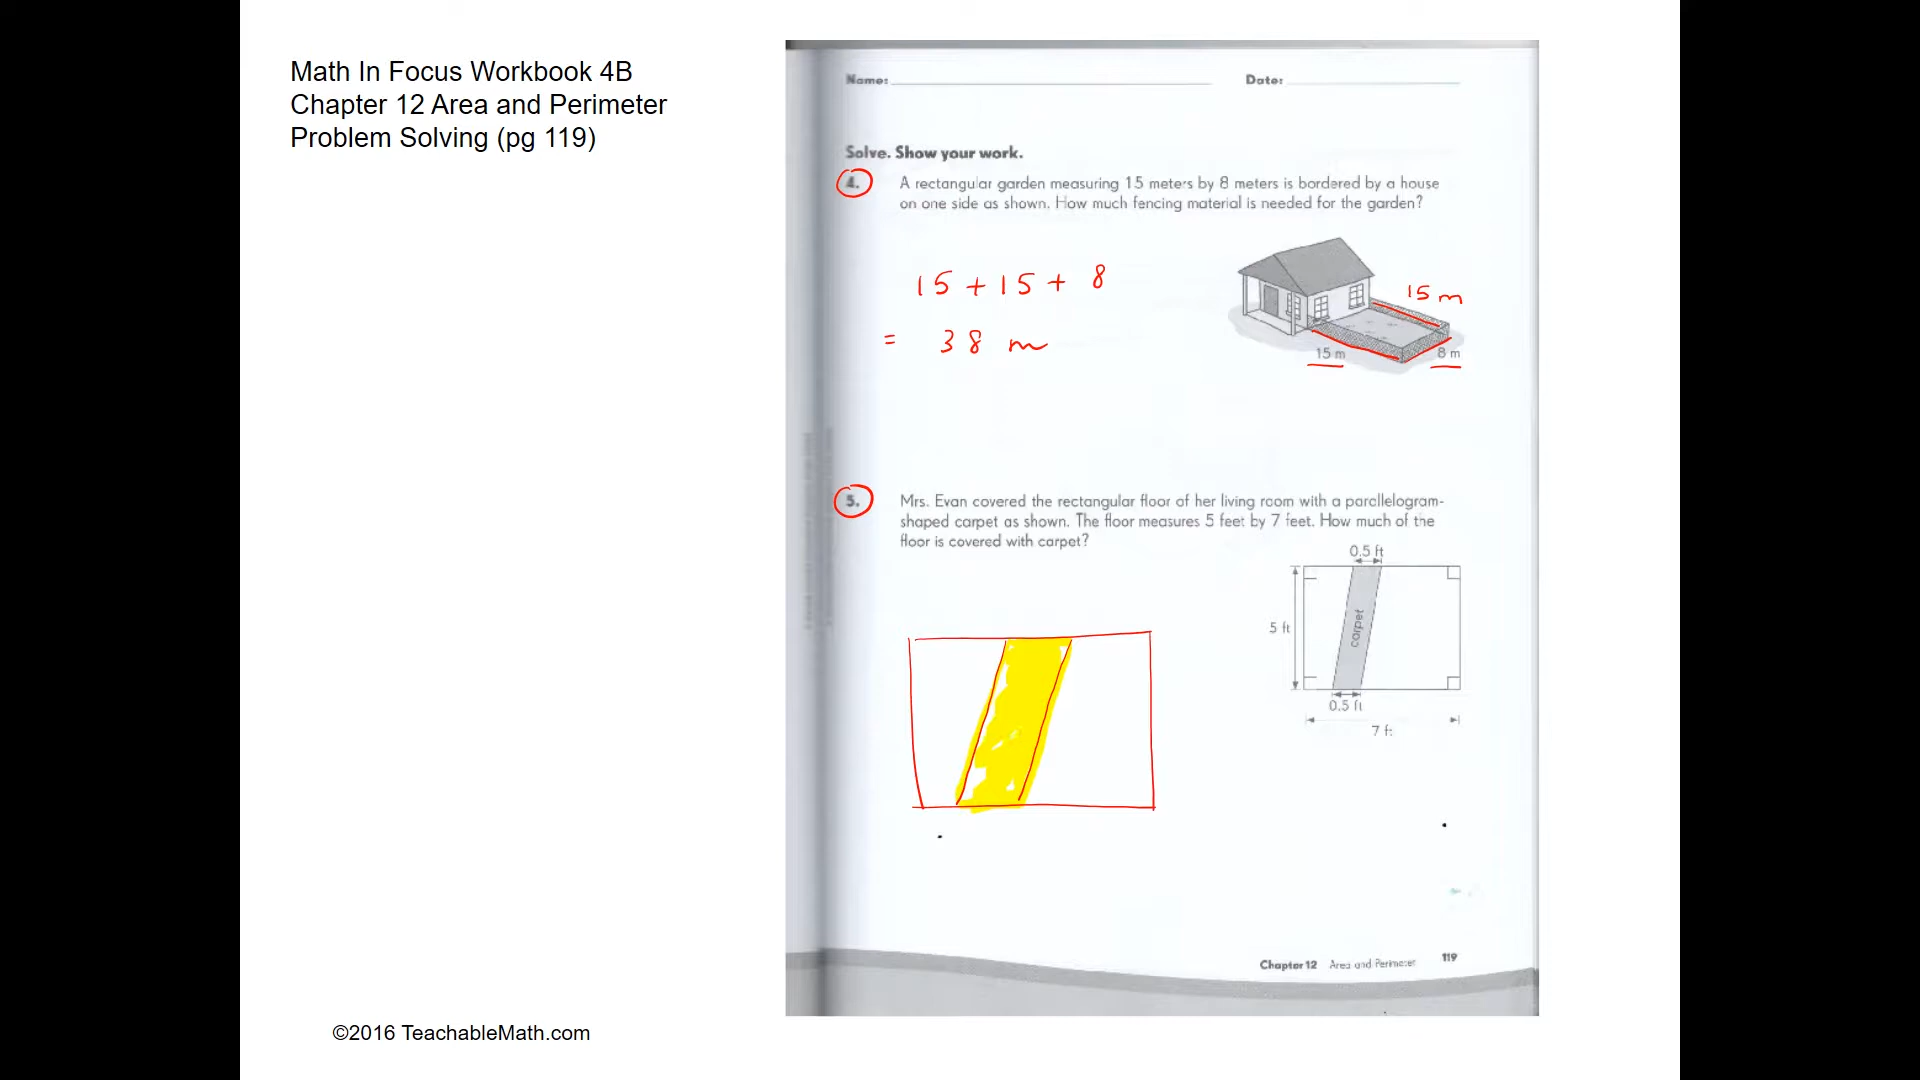 Math In Focus Workbook 4B
Chapter 12 Area and Perimeter
Problem Solving (pg 119)
Name:
Date:
Solve. Show your work.
4. A rectangular garden measuring 15 meters by 8 meters is bordered by a house
on one side as shown. How much fencing material is needed for the garden?
15 + 15 + 8
= 38 m
15 m
15 m
8 m
5. Mrs. Evan covered the rectangular floor of her living room with a parallelogram-
shaped carpet as shown. The floor measures 5 feet by 7 feet. How much of the
floor is covered with carpet?
0.5 ft
5 ft
carpet
0.5 ft
7 ft
Chapter 12 Area and Perimeter 119
©2016 TeachableMath.com